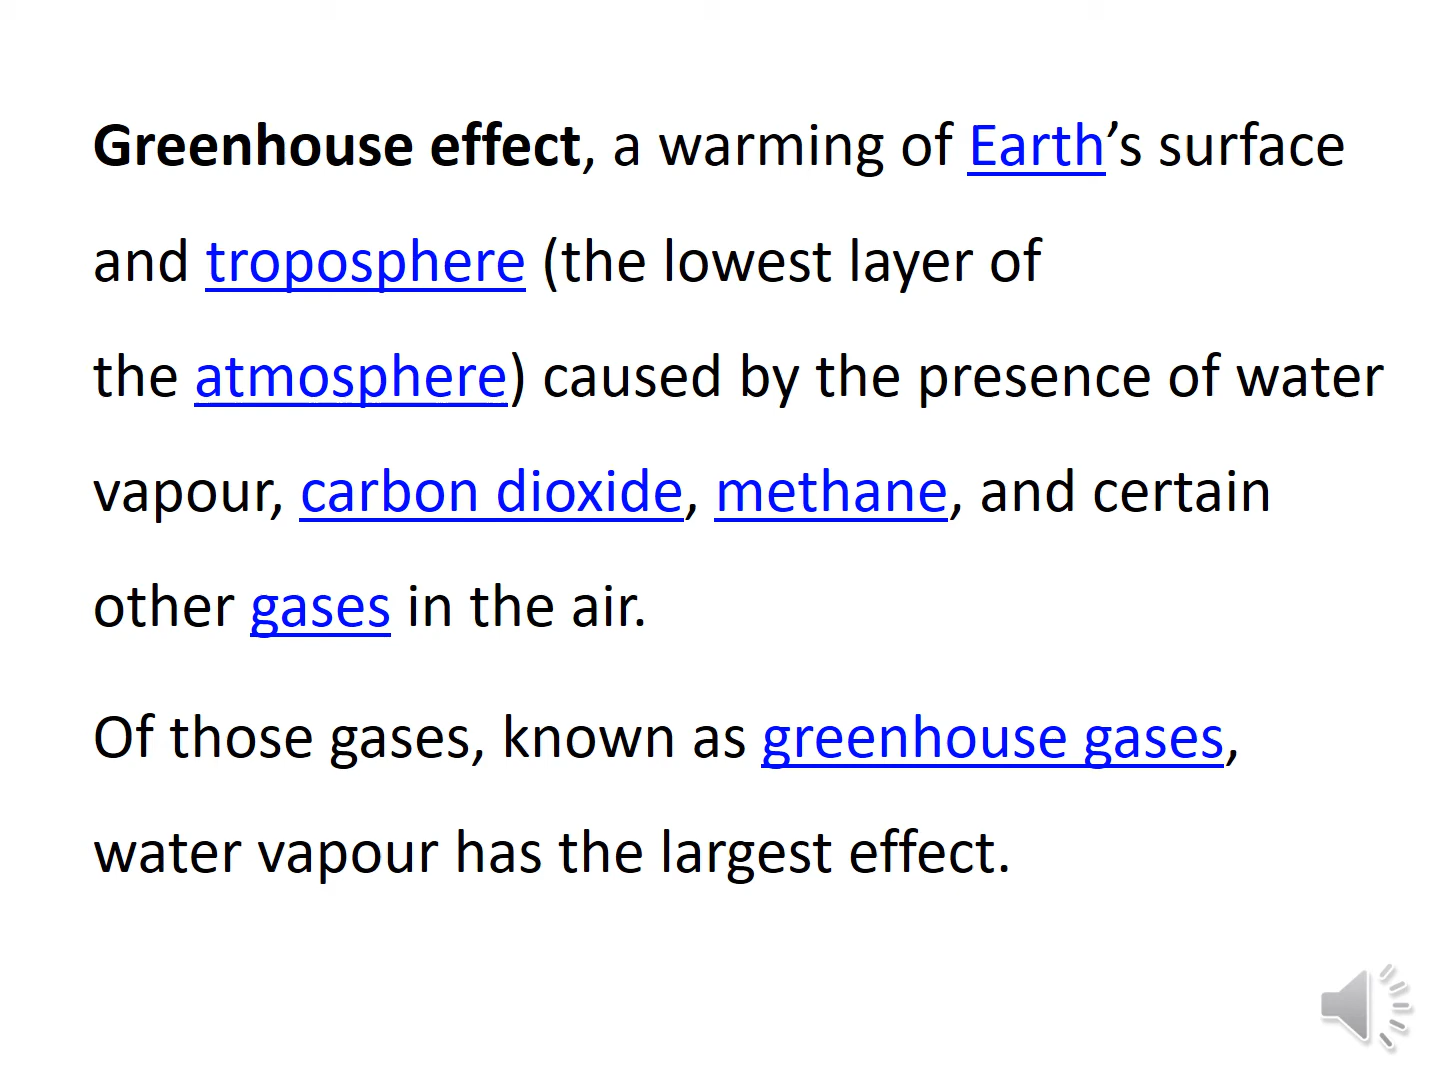 Greenhouse effect, a warming of Earth’s surface
and troposphere (the lowest layer of
the atmosphere) caused by the presence of water
vapour, carbon dioxide, methane, and certain
other gases in the air.
Of those gases, known as greenhouse gases,
water vapour has the largest effect.